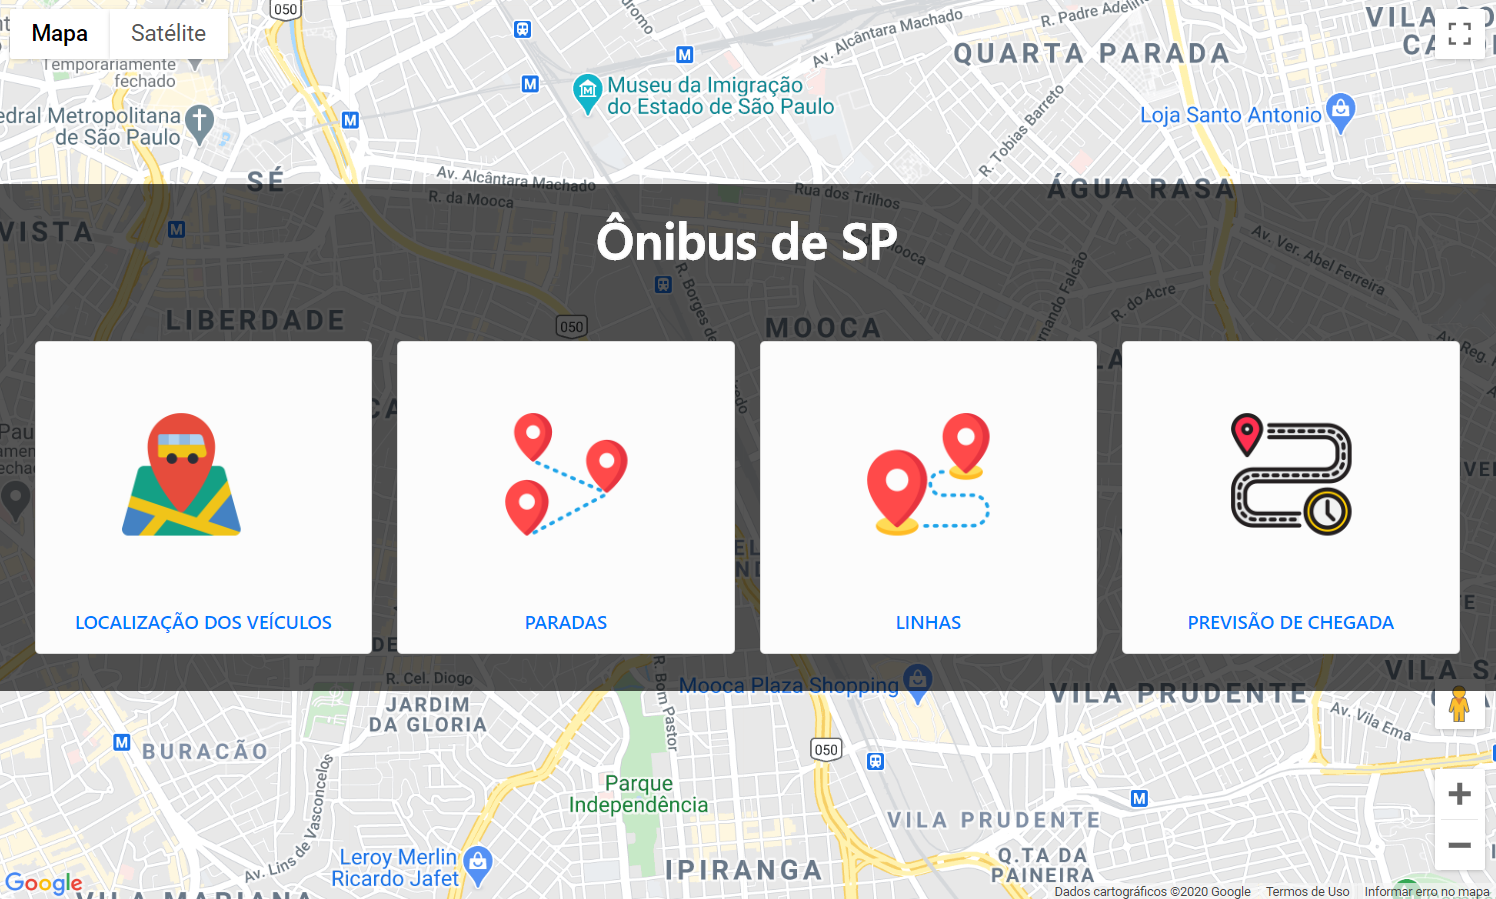 050
Mapa
Satélite
Temporariamente
fechado
edral Metropolitana
de São Paulo
M
M
M
Museu da Imigração
do Estado de São Paulo
Av. Alcântara Machado
R. Padre Adelino
QUARTA PARADA
R. Tobias Barreto
Loja Santo Antonio
SÉ
Av. Alcântara Machado
R. da Mooca
Rua dos Trilhos
ÁGUA RASA
VISTA
M
Ônibus de SP
Av. Ver. Abel Ferreira
R. do Acre
LIBERDADE
050
MOOCA
LOCALIZAÇÃO DOS VEÍCULOS
PARADAS
LINHAS
PREVISÃO DE CHEGADA
R. Cel. Diogo
R. Bom Pastor
Mooca Plaza Shopping
VILA PRUDENTE
JARDIM
DA GLORIA
Av. Vila Ema
M
BURACÃO
050
Parque
Independência
Av. Lins de Vasconcelos
M
VILA PRUDENTE
Leroy Merlin
Ricardo Jafet
IPIRANGA
Q.TA DA
PAINEIRA
Google
VILA MARIANA
Dados cartográficos ©2020 Google
Termos de Uso
Informar erro no mapa